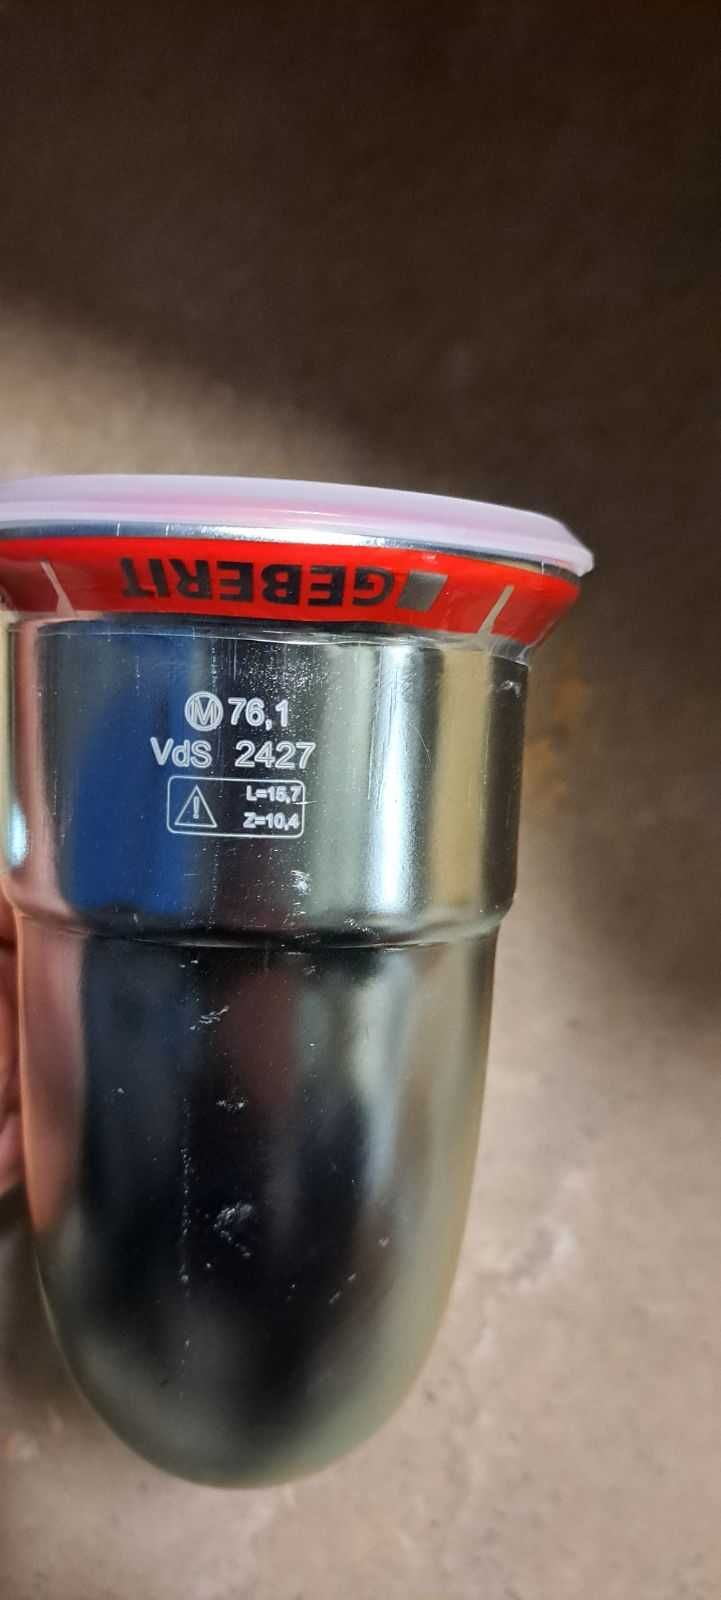 GEBERIT
Ⓜ 76,1
VdS 2427
L=15,7
Z=10,4